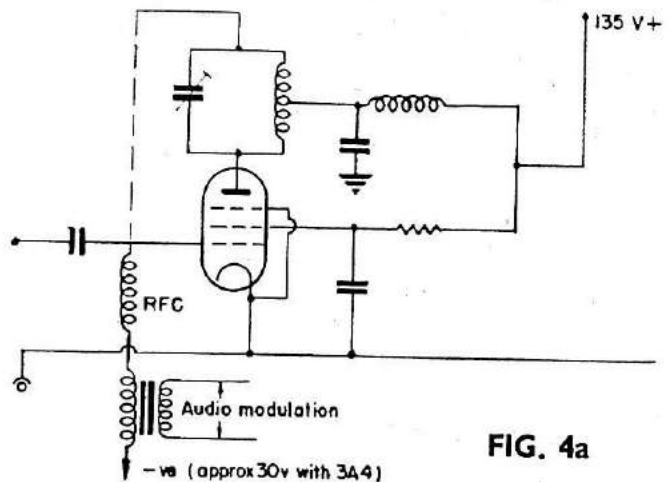 135 V+
RFC
Audio modulation
-ve (approx 30v with 3A4)
FIG. 4a